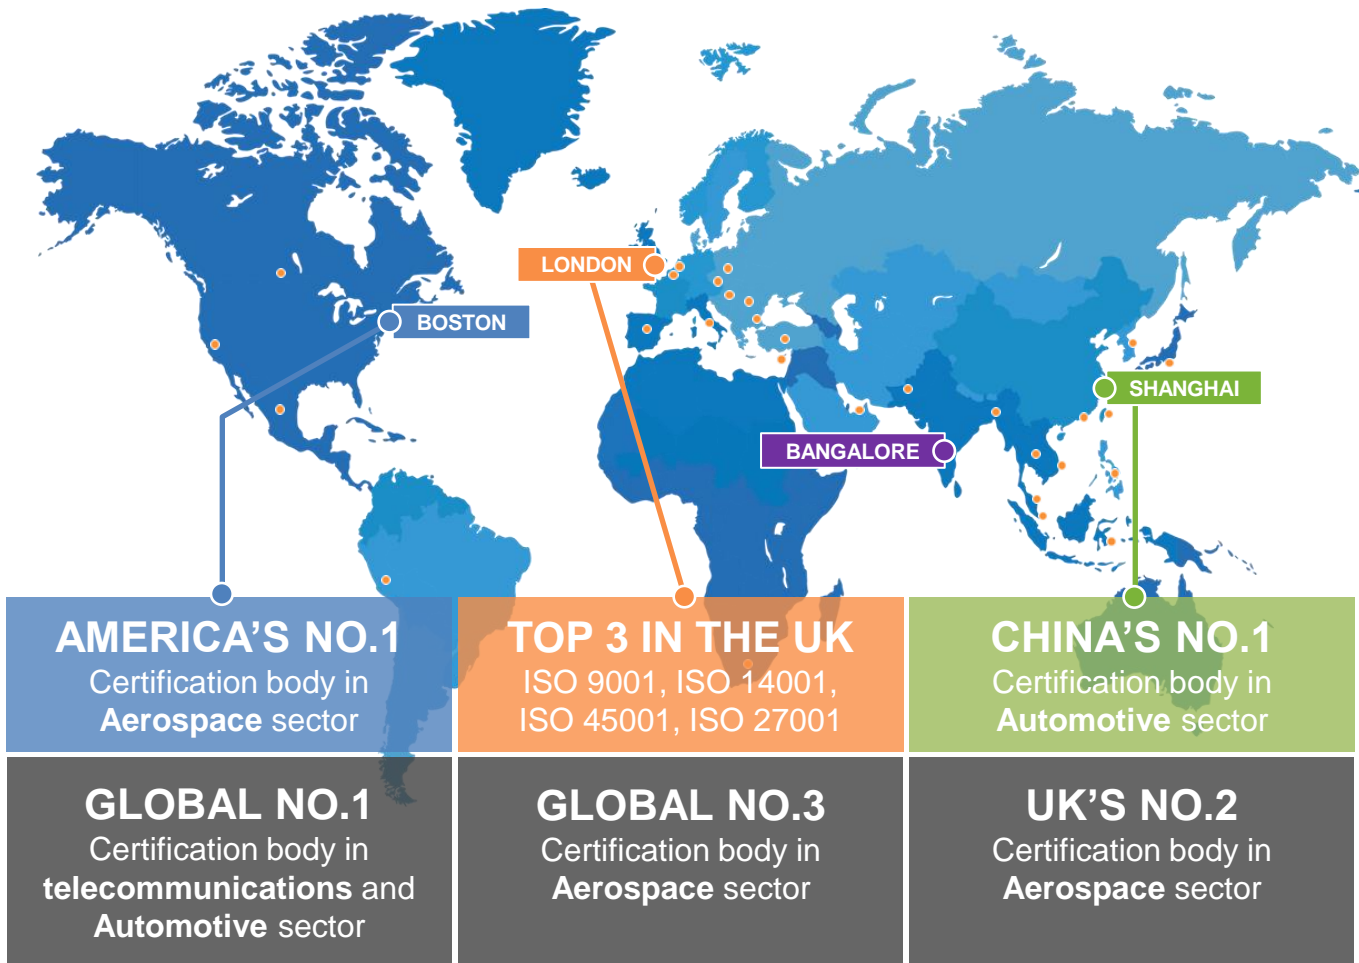 LONDON
BOSTON
SHANGHAI
BANGALORE
AMERICA'S NO.1
Certification body in
Aerospace sector
TOP 3 IN THE UK
ISO 9001, ISO 14001,
ISO 45001, ISO 27001
CHINA'S NO.1
Certification body in
Automotive sector
GLOBAL NO.1
Certification body in
telecommunications and
Automotive sector
GLOBAL NO.3
Certification body in
Aerospace sector
UK'S NO.2
Certification body in
Aerospace sector